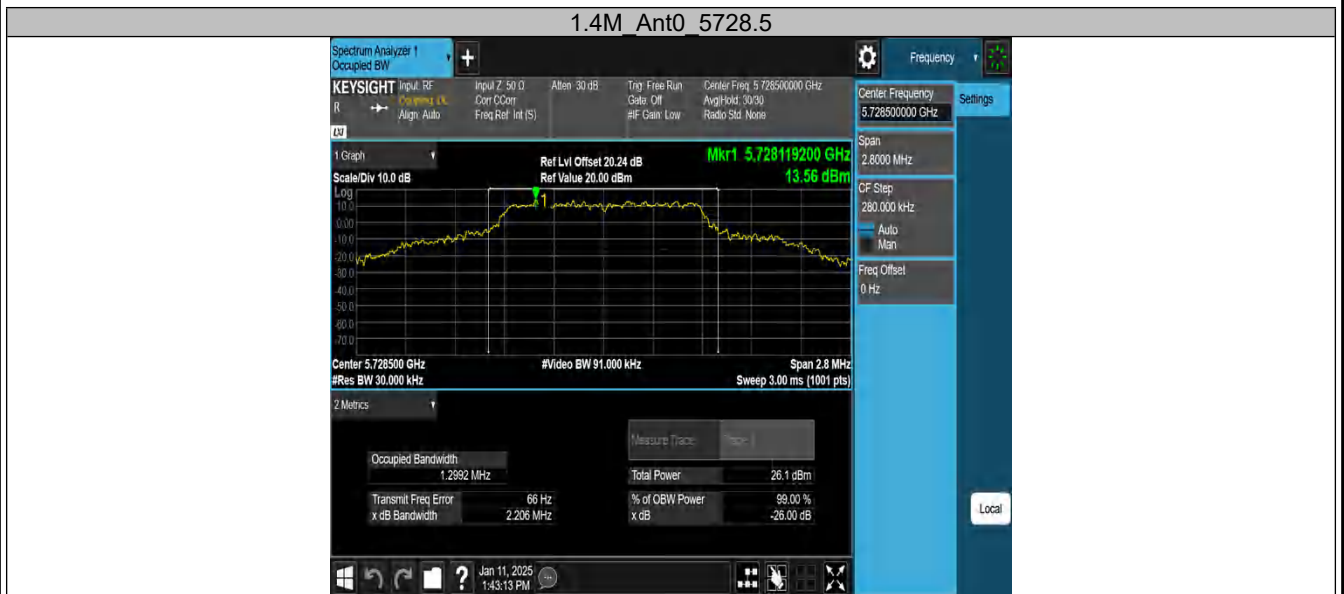 1.4M_Ant0_5728.5
Spectrum Analyzer 1
Occupied BW
Frequency
KEYSIGHT Input: RF Input Z: 50 Ω Atten: 30 dB Trig: Free Run Center Freq: 5.728500000 GHz
R Coupling: DC Corr CCorr Gate: Off Avg|Hold: 30/30
Align: Auto Freq Ref: Int (S) #IF Gain: Low Radio Std: None
LXI
Center Frequency
5.728500000 GHz
Settings
Span
2.8000 MHz
CF Step
280.000 kHz
Auto
Man
Freq Offset
0 Hz
1 Graph
Ref Lvl Offset 20.24 dB
Mkr1 5.728119200 GHz
Scale/Div 10.0 dB Ref Value 20.00 dBm 13.56 dBm
Log
10.0
0.00
-10.0
-20.0
-30.0
-40.0
-50.0
-60.0
-70.0
1
Center 5.728500 GHz #Video BW 91.000 kHz Span 2.8 MHz
#Res BW 30.000 kHz Sweep 3.00 ms (1001 pts)
2 Metrics
Measure Trace Trace 1
Occupied Bandwidth
1.2992 MHz
Total Power 26.1 dBm
Transmit Freq Error 66 Hz % of OBW Power 99.00 %
x dB Bandwidth 2.206 MHz x dB -26.00 dB
Local
? Jan 11, 2025
1:43:13 PM